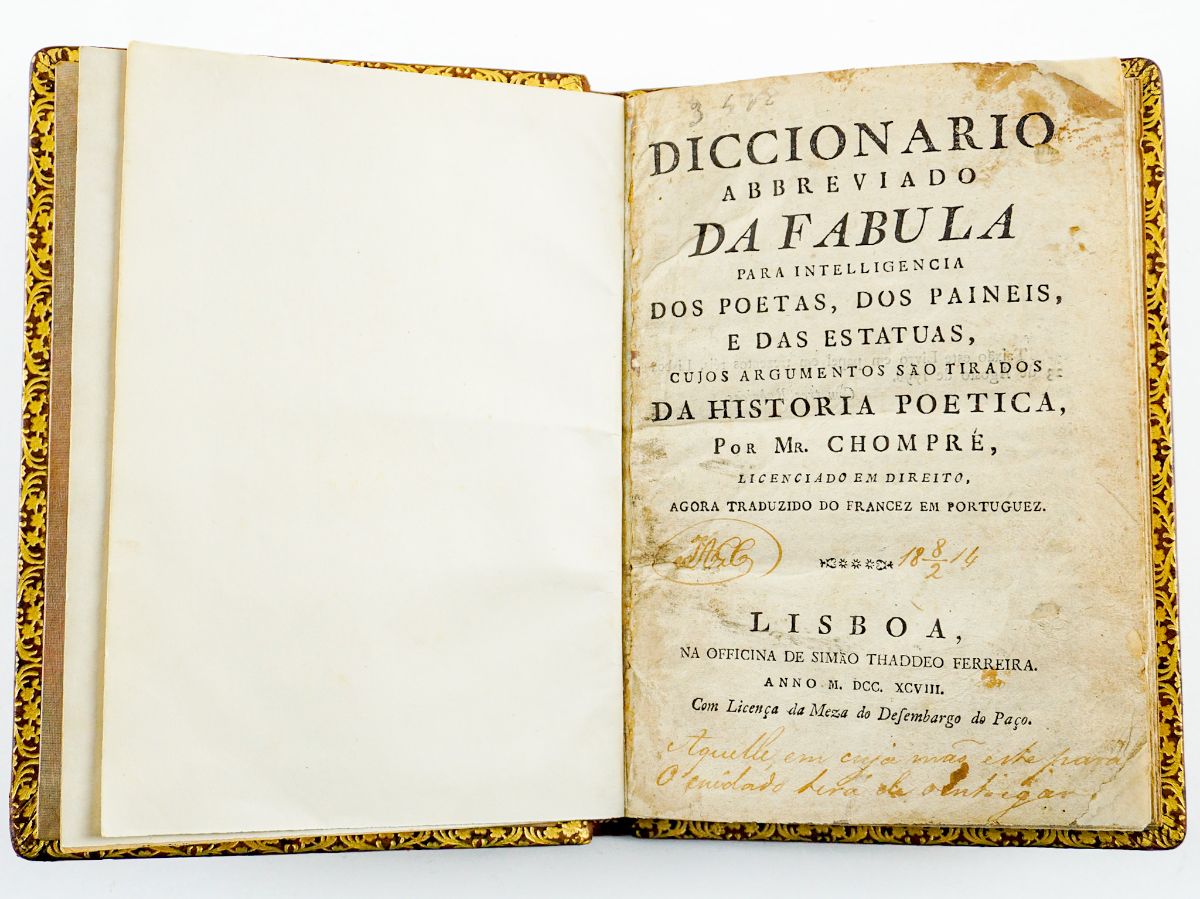 DICCIONARIO
ABBREVIADO
DA FABULA
PARA INTELLIGENCIA
DOS POETAS, DOS PAINEIS,
E DAS ESTATUAS,
CUJOS ARGUMENTOS SÃO TIRADOS
DA HISTORIA POETICA,
POR MR. CHOMPRÉ,
LICENCIADO EM DIREITO,
AGORA TRADUZIDO DO FRANCEZ EM PORTUGUEZ.
18 8/2 14
LISBOA,
NA OFFICINA DE SIMÃO THADDEO FERREIRA.
ANNO M. DCC. XCVIII.
Com Licença da Meza do Deſembargo do Paço.
Aquelle, em cuja mão este pará
O cuidado terá de o